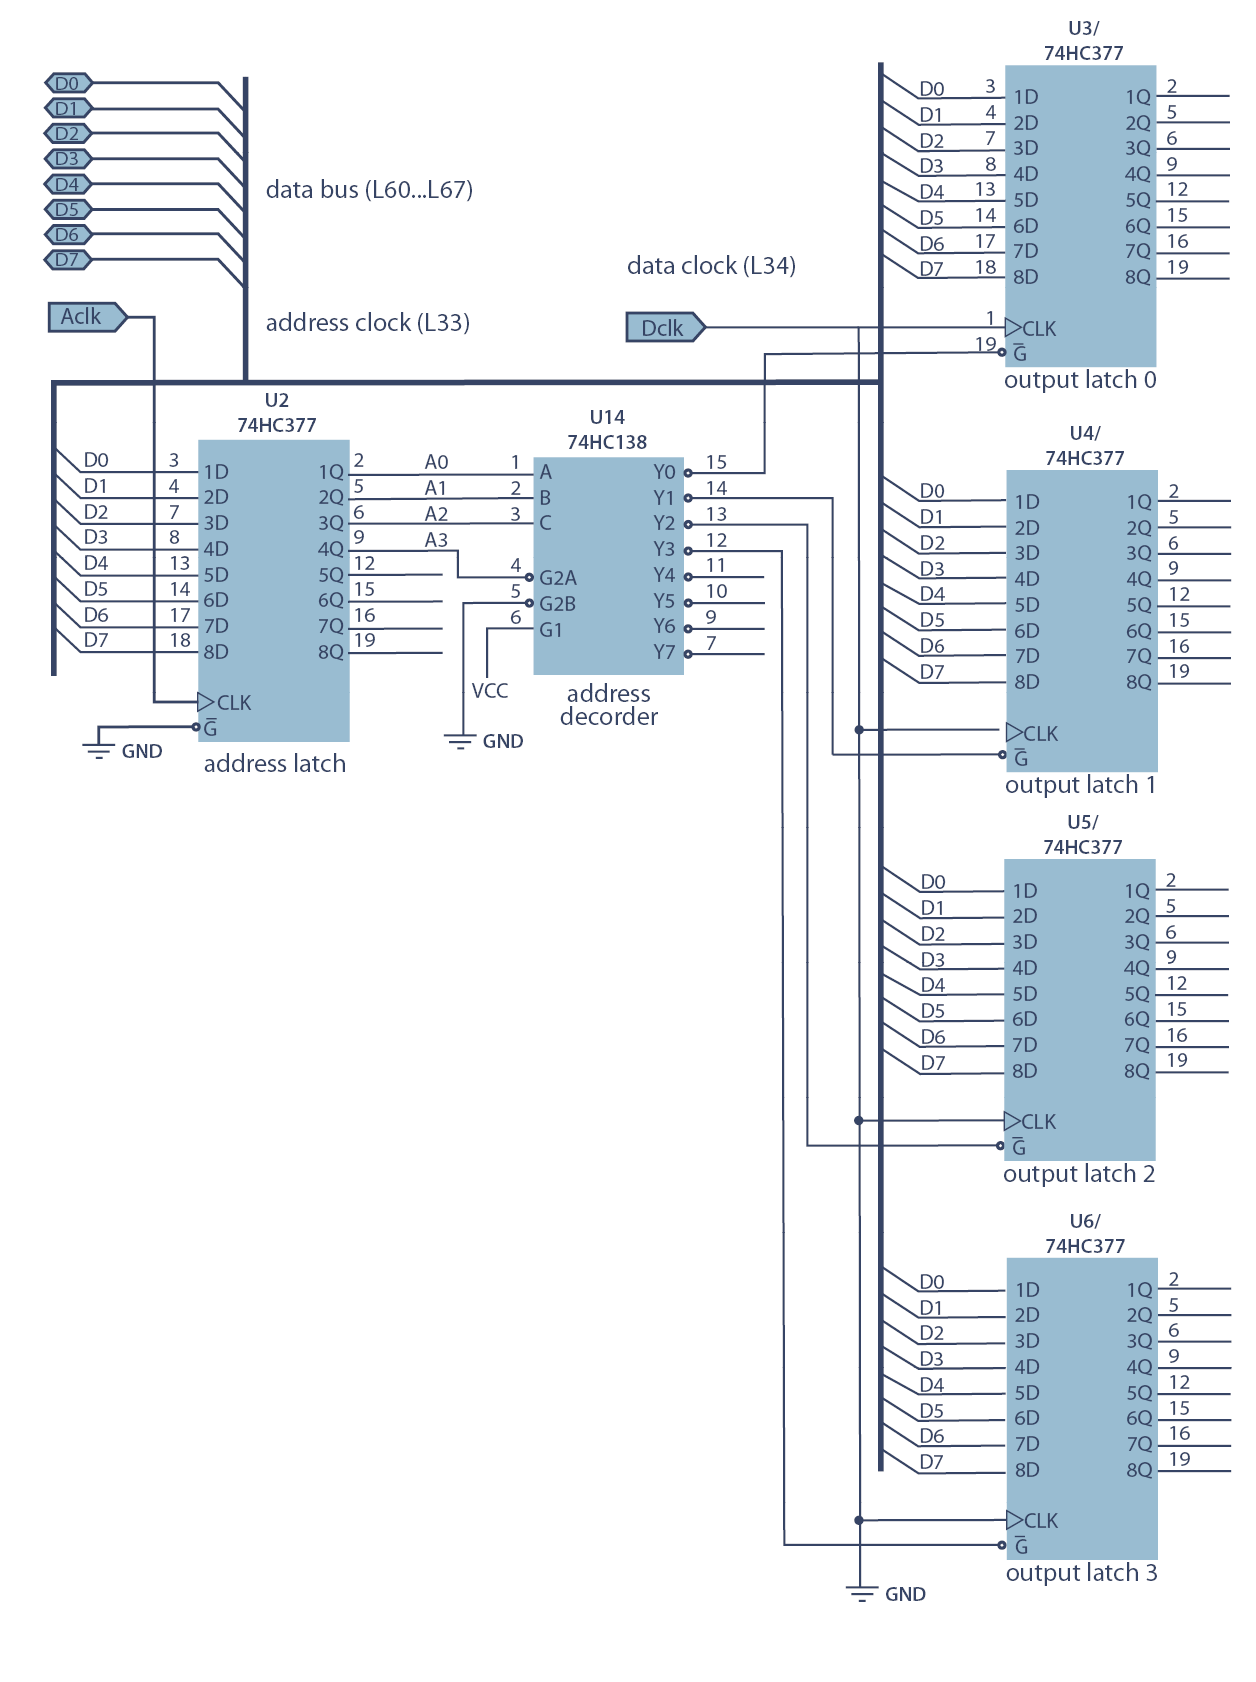 D0
D1
D2
D3
D4
D5
D6
D7
data bus (L60...L67)
Aclk
address clock (L33)
data clock (L34)
Dclk
U2
74HC377
D0 3 1D 1Q 2 A0
D1 4 2D 2Q 5 A1
D2 7 3D 3Q 6 A2
D3 8 4D 4Q 9 A3
D4 13 5D 5Q 12
D5 14 6D 6Q 15
D6 17 7D 7Q 16
D7 18 8D 8Q 19
CLK
G̅
GND
address latch
U14
74HC138
1 A Y0 15
2 B Y1 14
3 C Y2 13
Y3 12
4 G2A Y4 11
5 G2B Y5 10
6 G1 Y6 9
Y7 7
VCC
GND
address
decorder
U3/
74HC377
D0 3 1D 1Q 2
D1 4 2D 2Q 5
D2 7 3D 3Q 6
D3 8 4D 4Q 9
D4 13 5D 5Q 12
D5 14 6D 6Q 15
D6 17 7D 7Q 16
D7 18 8D 8Q 19
1 CLK
19 G̅
output latch 0
U4/
74HC377
D0 1D 1Q 2
D1 2D 2Q 5
D2 3D 3Q 6
D3 4D 4Q 9
D4 5D 5Q 12
D5 6D 6Q 15
D6 7D 7Q 16
D7 8D 8Q 19
CLK
G̅
output latch 1
U5/
74HC377
D0 1D 1Q 2
D1 2D 2Q 5
D2 3D 3Q 6
D3 4D 4Q 9
D4 5D 5Q 12
D5 6D 6Q 15
D6 7D 7Q 16
D7 8D 8Q 19
CLK
G̅
output latch 2
U6/
74HC377
D0 1D 1Q 2
D1 2D 2Q 5
D2 3D 3Q 6
D3 4D 4Q 9
D4 5D 5Q 12
D5 6D 6Q 15
D6 7D 7Q 16
D7 8D 8Q 19
CLK
G̅
output latch 3
GND